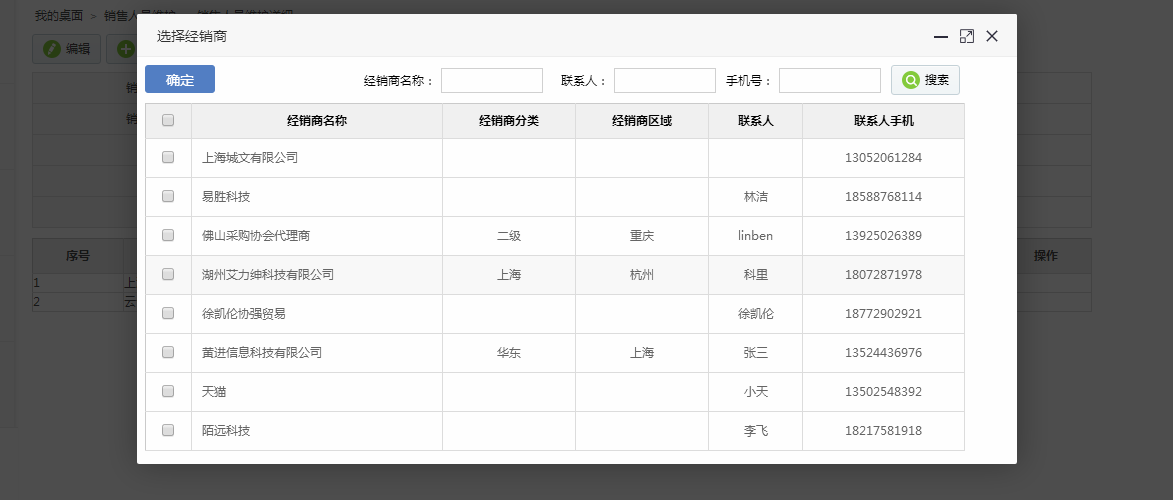 我的桌面 > 销售人员维护
选择经销商
编辑
确定 经销商名称： 联系人： 手机号： 搜索
经销商名称 经销商分类 经销商区域 联系人 联系人手机
上海城文有限公司 13052061284
易胜科技 林洁 18588768114
佛山采购协会代理商 二级 重庆 linben 13925026389
序号 操作
湖州艾力绅科技有限公司 上海 杭州 科里 18072871978
1 上
2 云
徐凯伦协强贸易 徐凯伦 18772902921
黄进信息科技有限公司 华东 上海 张三 13524436976
天猫 小天 13502548392
陌远科技 李飞 18217581918